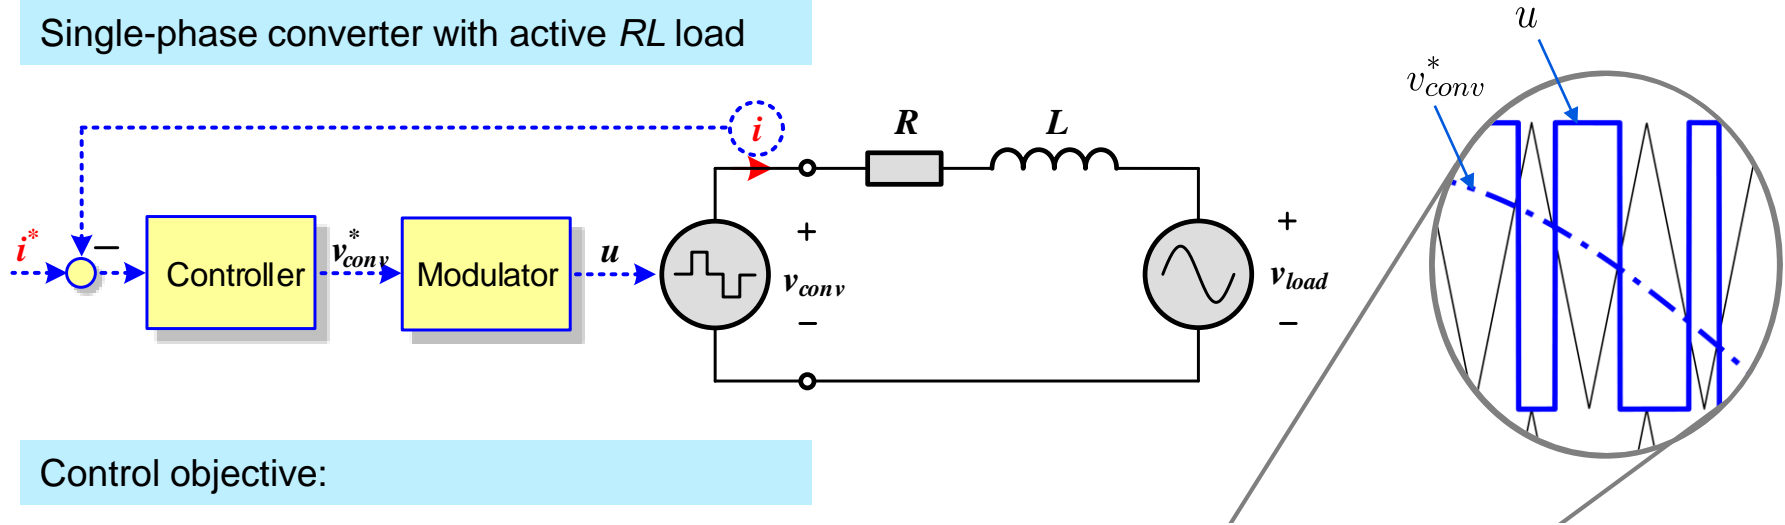 Single-phase converter with active RL load
u
v*conv
i
R
L
i*
−
Controller
v*conv
Modulator
u
+
vconv
−
+
vload
−
Control objective: